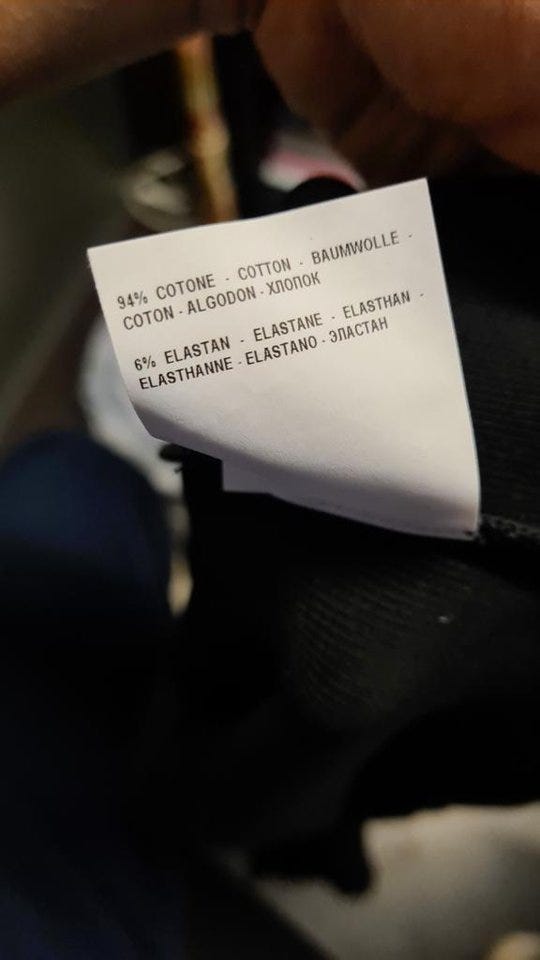 94% COTONE - COTTON - BAUMWOLLE -
COTON - ALGODON - ХЛОПОК
6% ELASTAN - ELASTANE - ELASTHAN -
ELASTHANNE - ELASTANO - ЭЛАСТАН